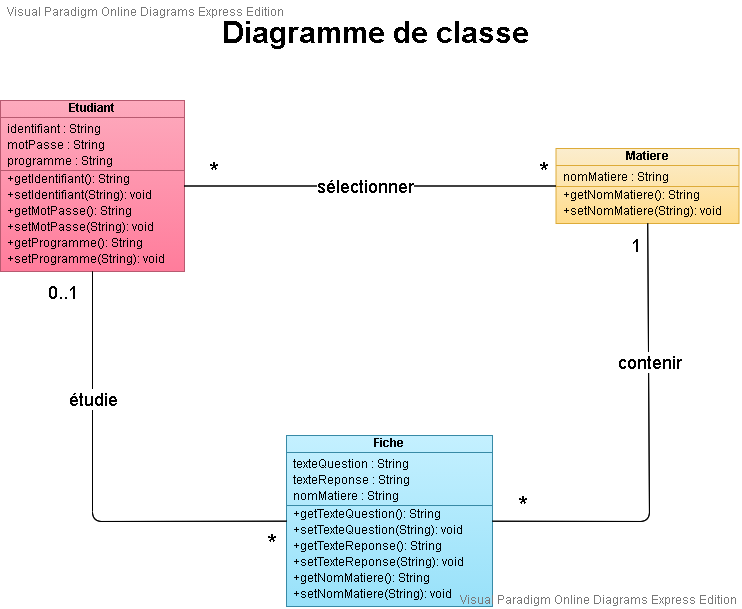 Visual Paradigm Online Diagrams Express Edition
Diagramme de classe
Etudiant
identifiant : String
motPasse : String
programme : String
+getIdentifiant(): String
+setIdentifiant(String): void
+getMotPasse(): String
+setMotPasse(String): void
+getProgramme(): String
+setProgramme(String): void
*
sélectionner
*
Matiere
nomMatiere : String
+getNomMatiere(): String
+setNomMatiere(String): void
0..1
étudie
*
1
contenir
*
Fiche
texteQuestion : String
texteReponse : String
nomMatiere : String
+getTexteQuestion(): String
+setTexteQuestion(String): void
+getTexteReponse(): String
+setTexteReponse(String): void
+getNomMatiere(): String
+setNomMatiere(String): void
Visual Paradigm Online Diagrams Express Edition